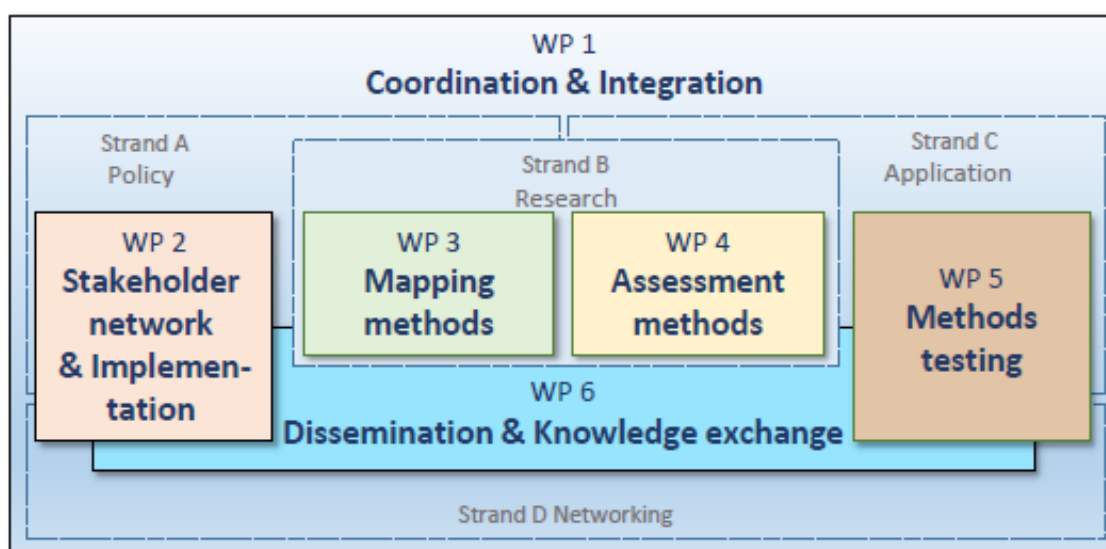 WP 1
Coordination & Integration
Strand A
Policy
Strand B
Research
Strand C
Application
WP 2
Stakeholder
network
& Implemen-
tation
WP 3
Mapping
methods
WP 4
Assessment
methods
WP 5
Methods
testing
WP 6
Dissemination & Knowledge exchange
Strand D Networking